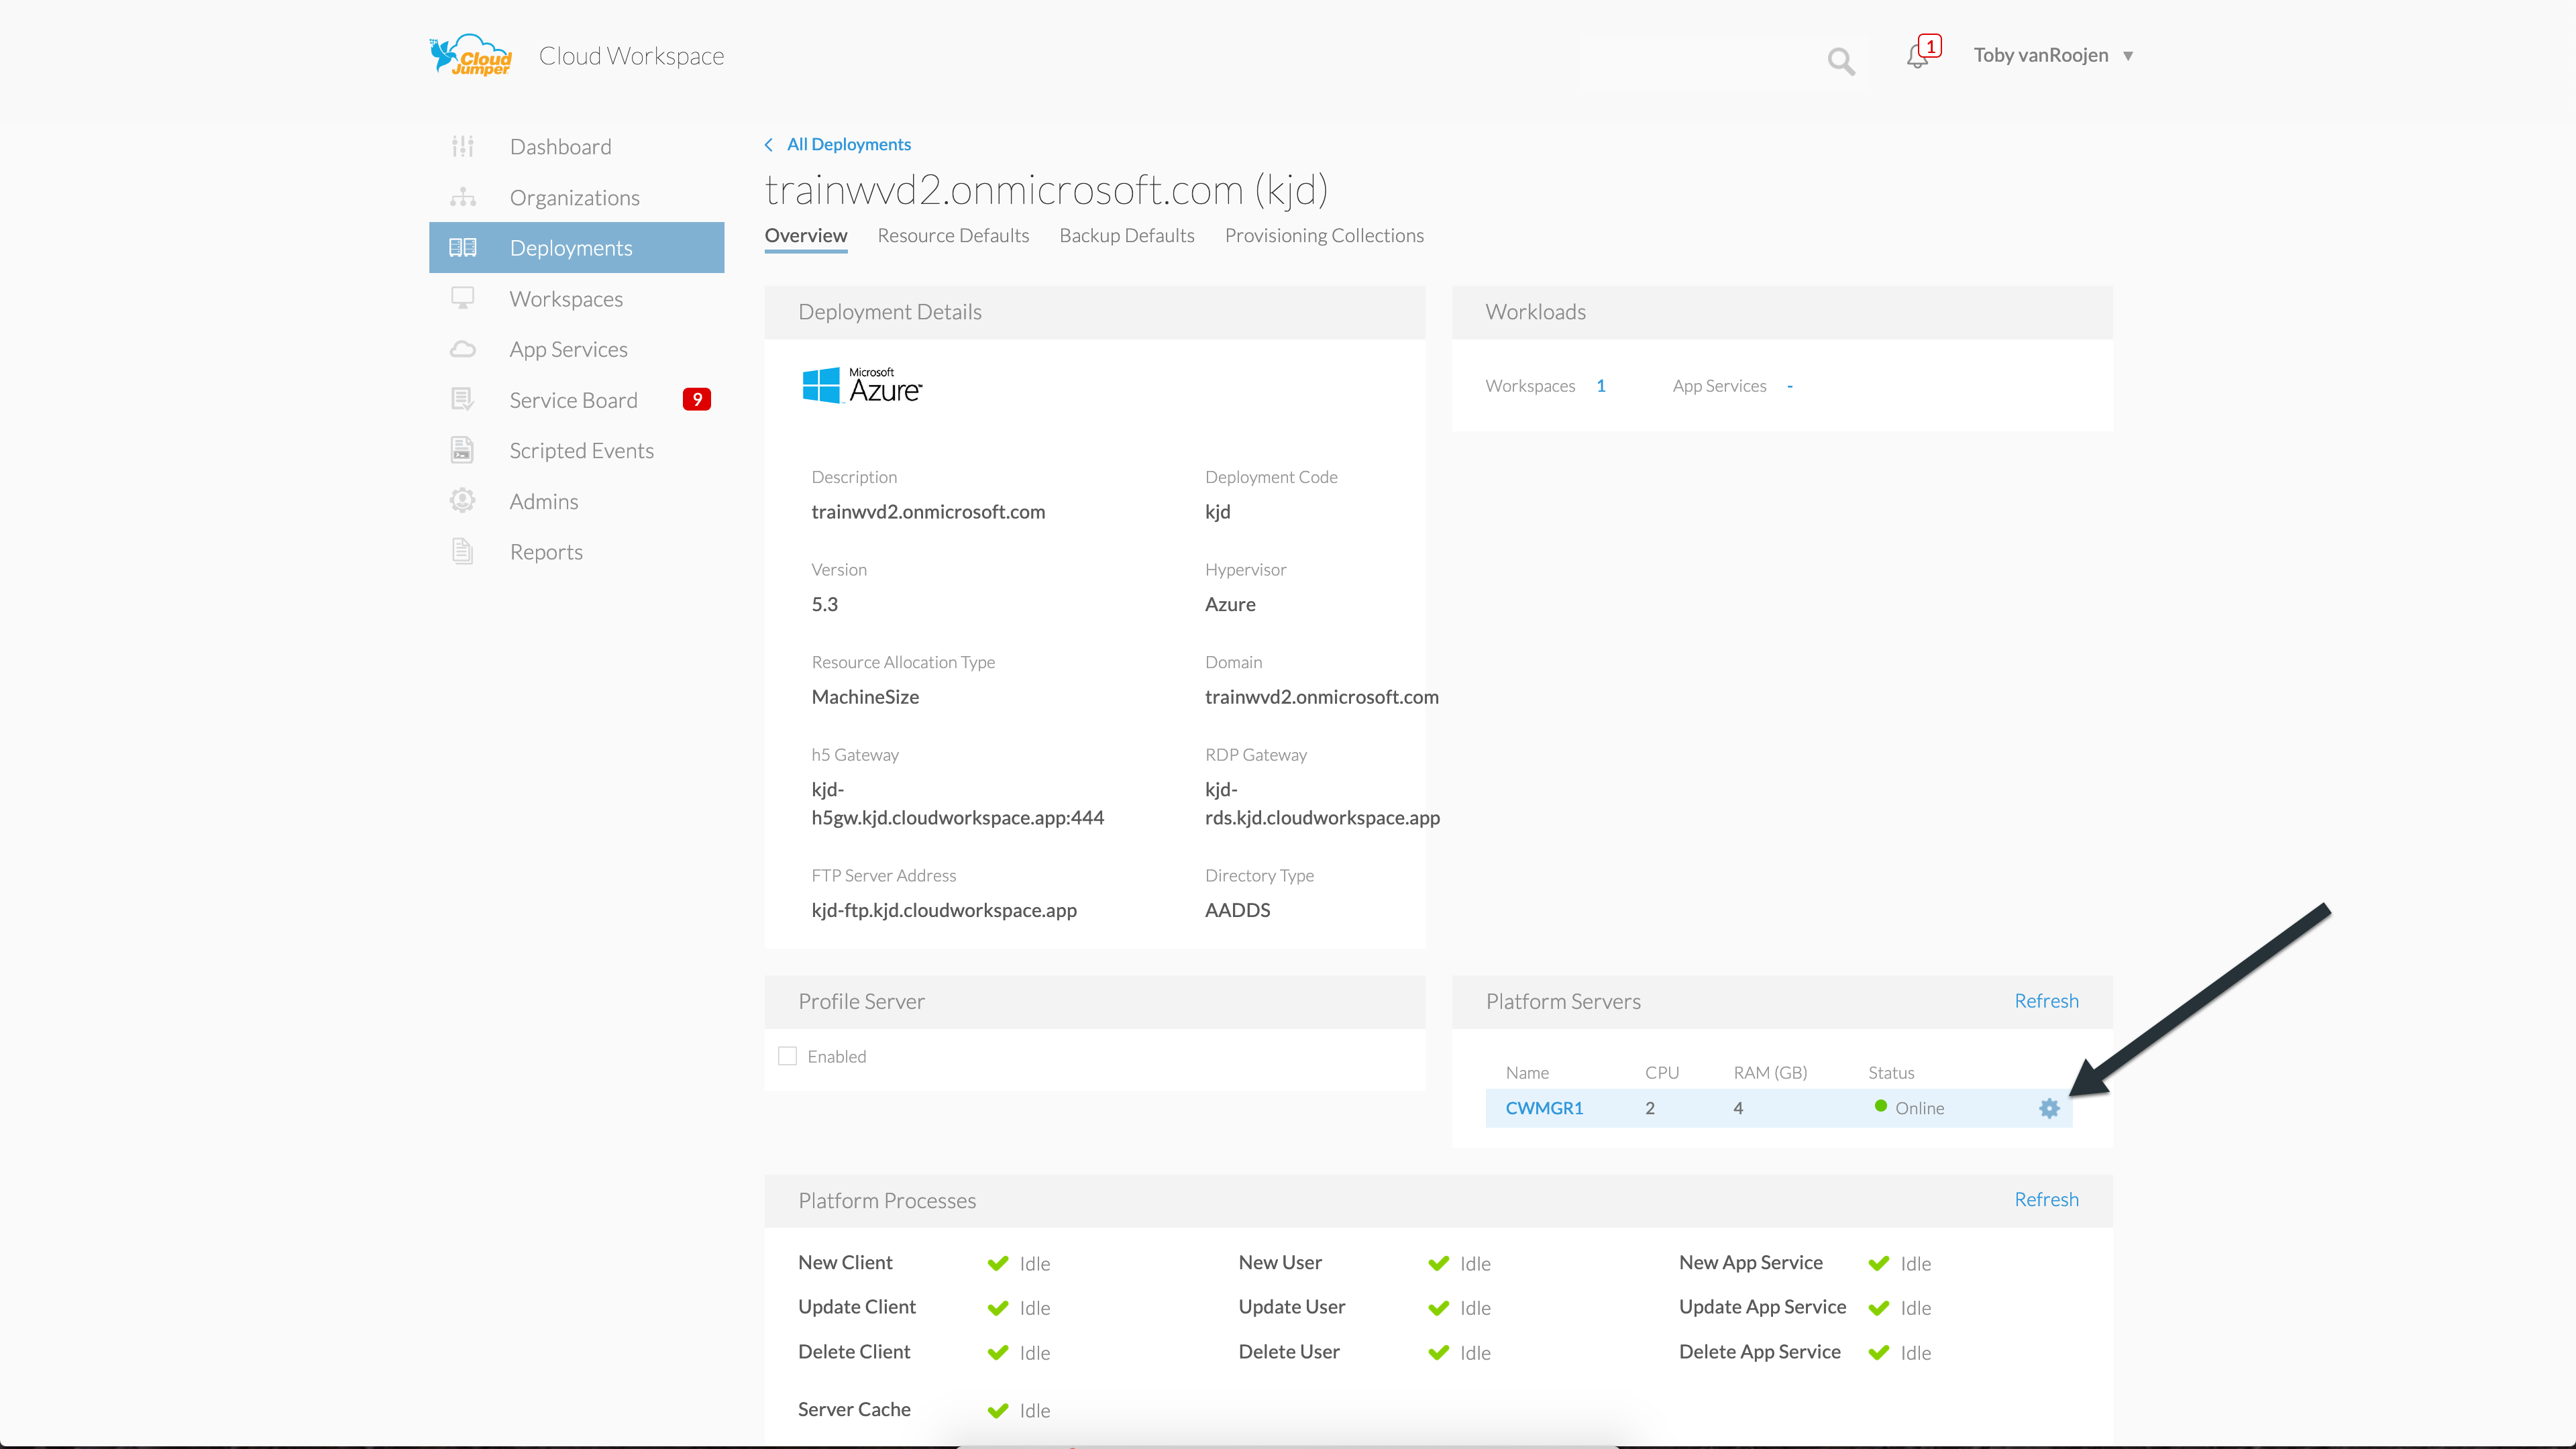 Cloud Jumper
Cloud Workspace
1
Toby vanRoojen ▼
Dashboard
Organizations
Deployments
Workspaces
App Services
Service Board 9
Scripted Events
Admins
Reports
All Deployments
trainwvd2.onmicrosoft.com (kjd)
Overview Resource Defaults Backup Defaults Provisioning Collections
Deployment Details
Microsoft
Azure
Description Deployment Code
trainwvd2.onmicrosoft.com kjd
Version Hypervisor
5.3 Azure
Resource Allocation Type Domain
MachineSize trainwvd2.onmicrosoft.com
h5 Gateway RDP Gateway
kjd- kjd-
h5gw.kjd.cloudworkspace.app:444 rds.kjd.cloudworkspace.app
FTP Server Address Directory Type
kjd-ftp.kjd.cloudworkspace.app AADDS
Workloads
Workspaces 1 App Services -
Profile Server
Enabled
Platform Servers Refresh
Name CPU RAM (GB) Status
CWMGR1 2 4 Online
Platform Processes Refresh
New Client Idle New User Idle New App Service Idle
Update Client Idle Update User Idle Update App Service Idle
Delete Client Idle Delete User Idle Delete App Service Idle
Server Cache Idle